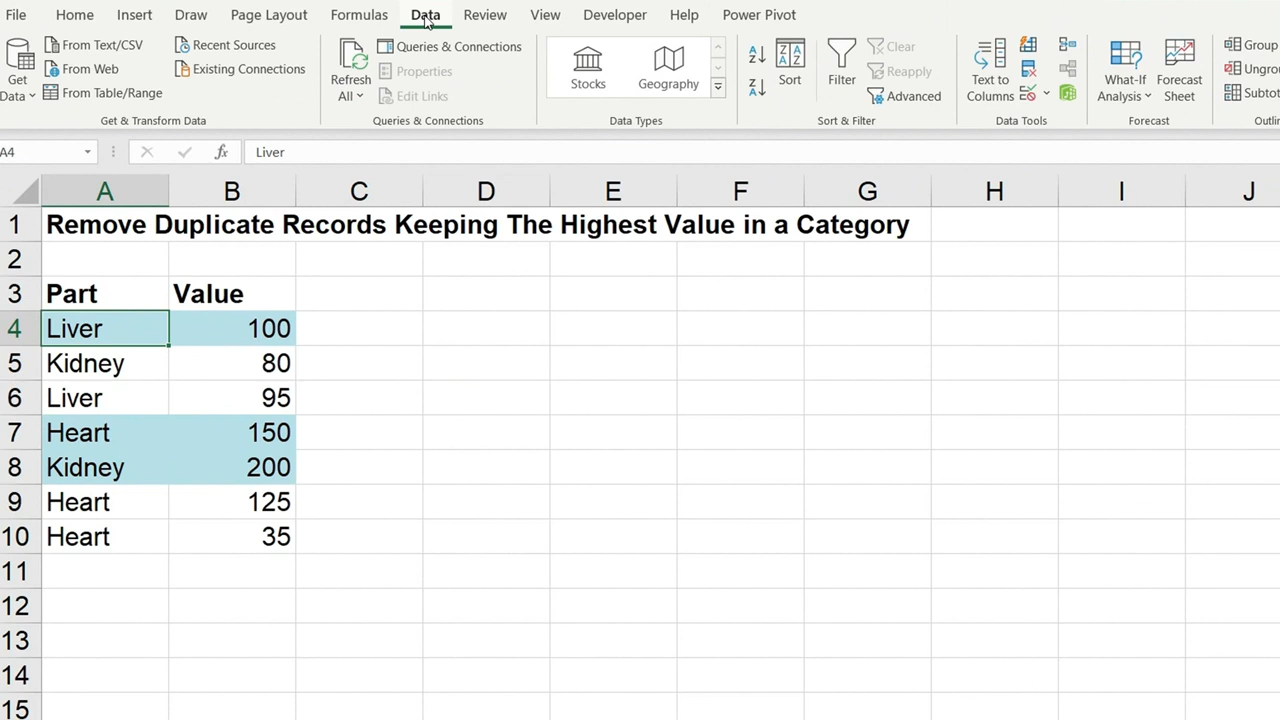 File Home Insert Draw Page Layout Formulas Data Review View Developer Help Power Pivot
Get Data
From Text/CSV
From Web
From Table/Range
Recent Sources
Existing Connections
Get & Transform Data
Refresh All
Queries & Connections
Properties
Edit Links
Queries & Connections
Stocks
Geography
Data Types
Sort
Filter
Clear
Reapply
Advanced
Sort & Filter
Text to Columns
Data Tools
What-If Analysis
Forecast Sheet
Forecast
Group
A4 fx Liver
A B C D E F G H I J
1 Remove Duplicate Records Keeping The Highest Value in a Category
2
3 Part Value
4 Liver 100
5 Kidney 80
6 Liver 95
7 Heart 150
8 Kidney 200
9 Heart 125
10 Heart 35
11
12
13
14
15